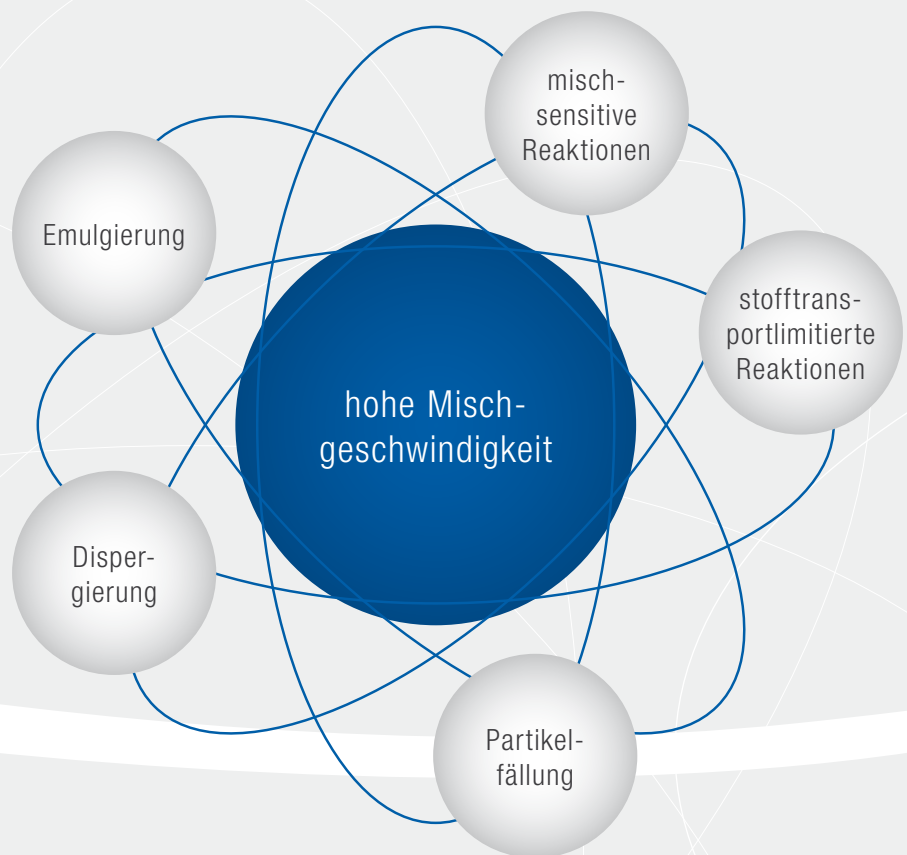 misch-
sensitive
Reaktionen
Emulgierung
stofftrans-
portlimitierte
Reaktionen
hohe Misch-
geschwindigkeit
Disper-
gierung
Partikel-
fällung